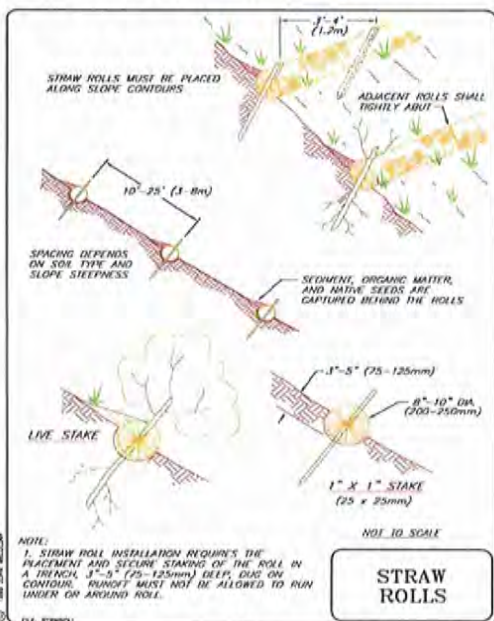 3'-4'
(1.2m)
STRAW ROLLS MUST BE PLACED
ALONG SLOPE CONTOURS
ADJACENT ROLLS SHALL
TIGHTLY ABUT
10'-25' (3-8m)
SPACING DEPENDS
ON SOIL TYPE AND
SLOPE STEEPNESS
SEDIMENT, ORGANIC MATTER,
AND NATIVE SEEDS ARE
CAPTURED BEHIND THE ROLLS
3"-5" (75-125mm)
8"-10" DIA.
(200-250mm)
LIVE STAKE
1" X 1" STAKE
(25 x 25mm)
NOT TO SCALE
NOTE:
1. STRAW ROLL INSTALLATION REQUIRES THE
PLACEMENT AND SECURE STAKING OF THE ROLL IN
A TRENCH, 3"-5" (75-125mm) DEEP, DUG ON
CONTOUR. RUNOFF MUST NOT BE ALLOWED TO RUN
UNDER OR AROUND ROLL.
STRAW
ROLLS